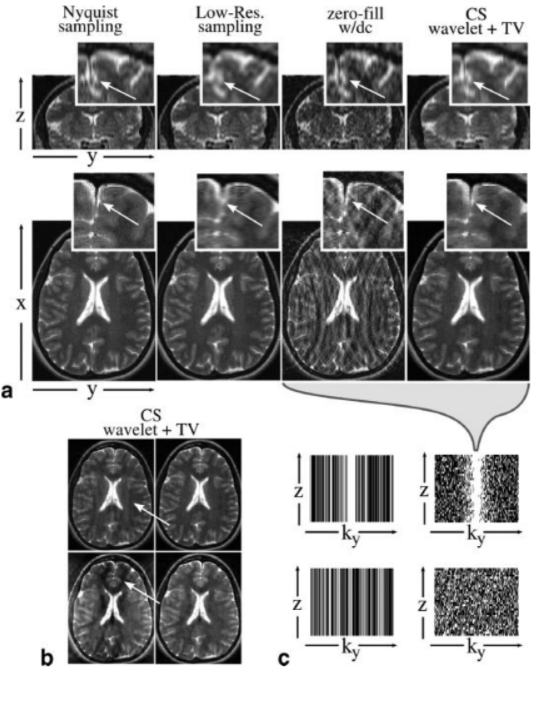 Nyquist
sampling
Low-Res.
sampling
zero-fill
w/dc
CS
wavelet + TV
z
y
x
y
a
CS
wavelet + TV
b
z
k_y
z
k_y
z
k_y
z
k_y
c